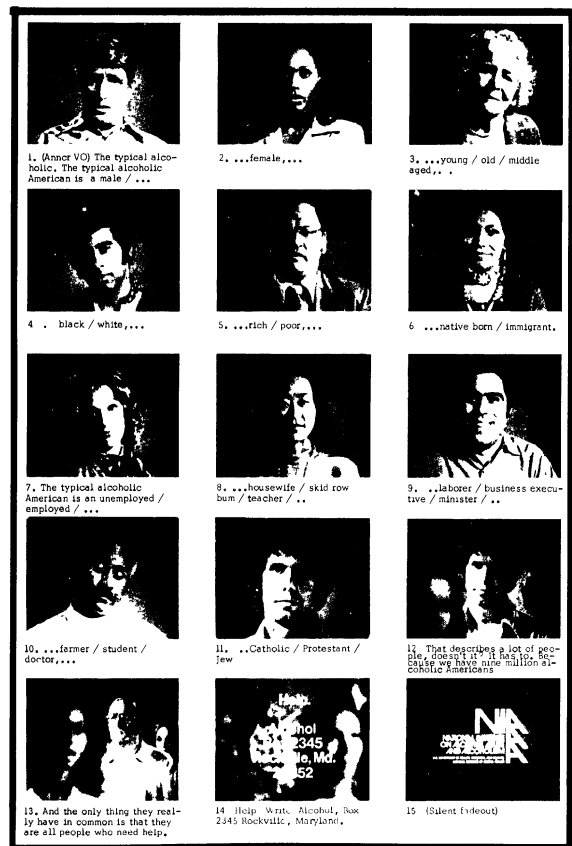 1. (Anncr VO) The typical alco-
holic. The typical alcoholic
American is a male / ...
2. ...female,...
3. ...young / old / middle
aged,. .
4 . black / white,...
5. ...rich / poor,...
6 ...native born / immigrant.
7. The typical alcoholic
American is an unemployed /
employed / ...
8. ...housewife / skid row
bum / teacher / ..
9. ..laborer / business execu-
tive / minister / ..
10. ...farmer / student /
doctor,...
11. ..Catholic / Protestant /
Jew
12 That describes a lot of peo-
ple, doesn't it? It has to. Be-
cause we have nine million al-
coholic Americans
13. And the only thing they real-
ly have in common is that they
are all people who need help.
Help.
2345
Md.
14 Help Write Alcohol, Box
2345 Rockville, Maryland.
NIAAA
NATIONAL
ON
AND
15 (Silent fadeout)